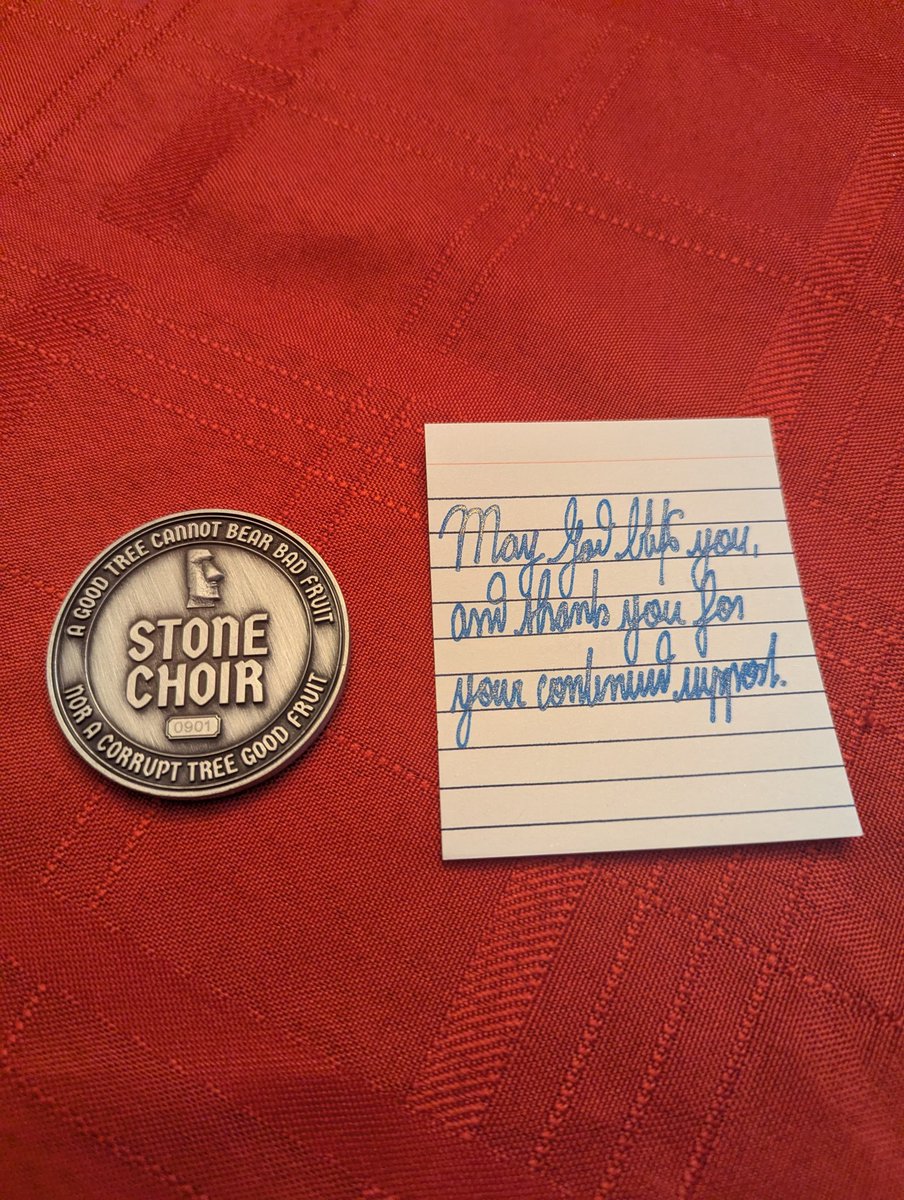 A GOOD TREE CANNOT BEAR BAD FRUIT
STONE
CHOIR
0901
NOR A CORRUPT TREE GOOD FRUIT
May God bless you,
and thank you for
your continued support.